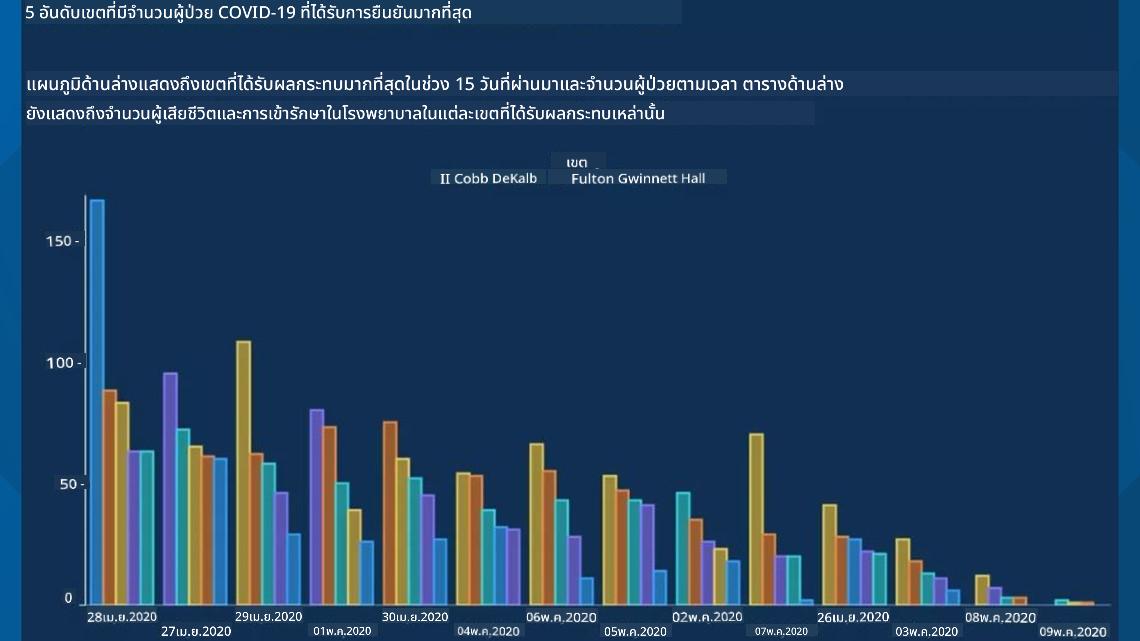 5 อันดับเขตที่มีจำนวนผู้ป่วย COVID-19 ที่ได้รับการยืนยันมากที่สุด
แผนภูมิด้านล่างแสดงถึงเขตที่ได้รับผลกระทบมากที่สุดในช่วง 15 วันที่ผ่านมาและจำนวนผู้ป่วยตามเวลา ตารางด้านล่าง
ยังแสดงถึงจำนวนผู้เสียชีวิตและการเข้ารักษาในโรงพยาบาลในแต่ละเขตที่ได้รับผลกระทบเหล่านั้น
เขต
II Cobb DeKalb Fulton Gwinnett Hall
150 -
100 -
50 -
0
28เม.ย.2020 29เม.ย.2020 30เม.ย.2020 06พ.ค,2020 02พ.ค,2020 26เม.ย.2020 08พ.ค.2020
27เม.ย.2020 01พ.ค,2020 04พ.ค,2020 05พ.ค,2020 07พ.ค,2020 03พ.ค,2020 09พ.ค.2020